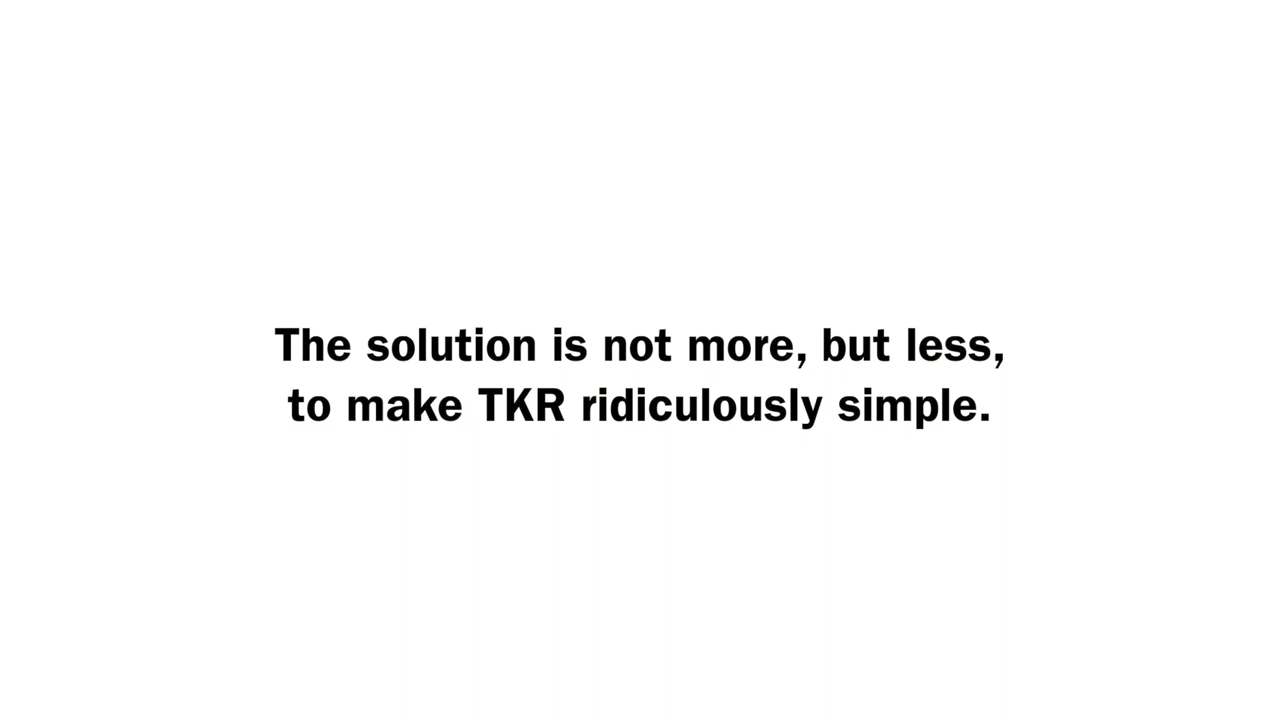 The solution is not more, but less,
to make TKR ridiculously simple.